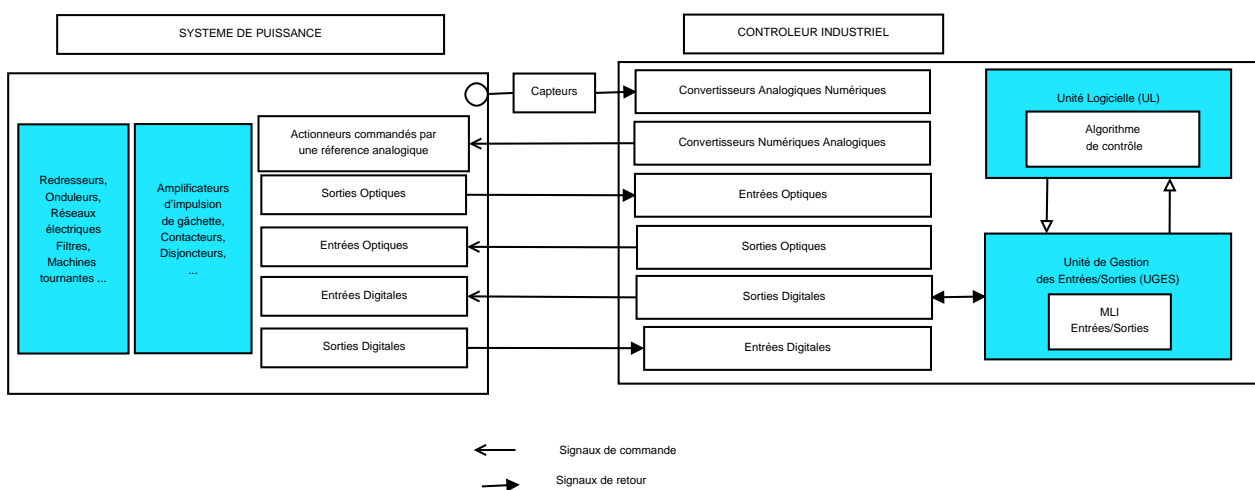 SYSTEME DE PUISSANCE
CONTROLEUR INDUSTRIEL
Redresseurs,
Onduleurs,
Réseaux
électriques
Filtres,
Machines
tournantes ...
Amplificateurs
d'impulsion
de gâchette,
Contacteurs,
Disjoncteurs,
...
Actionneurs commandés par
une réference analogique
Sorties Optiques
Entrées Optiques
Entrées Digitales
Sorties Digitales
Capteurs
Convertisseurs Analogiques Numériques
Convertisseurs Numériques Analogiques
Entrées Optiques
Sorties Optiques
Sorties Digitales
Entrées Digitales
Unité Logicielle (UL)
Algorithme
de contrôle
Unité de Gestion
des Entrées/Sorties (UGES)
MLI
Entrées/Sorties
Signaux de commande
Signaux de retour